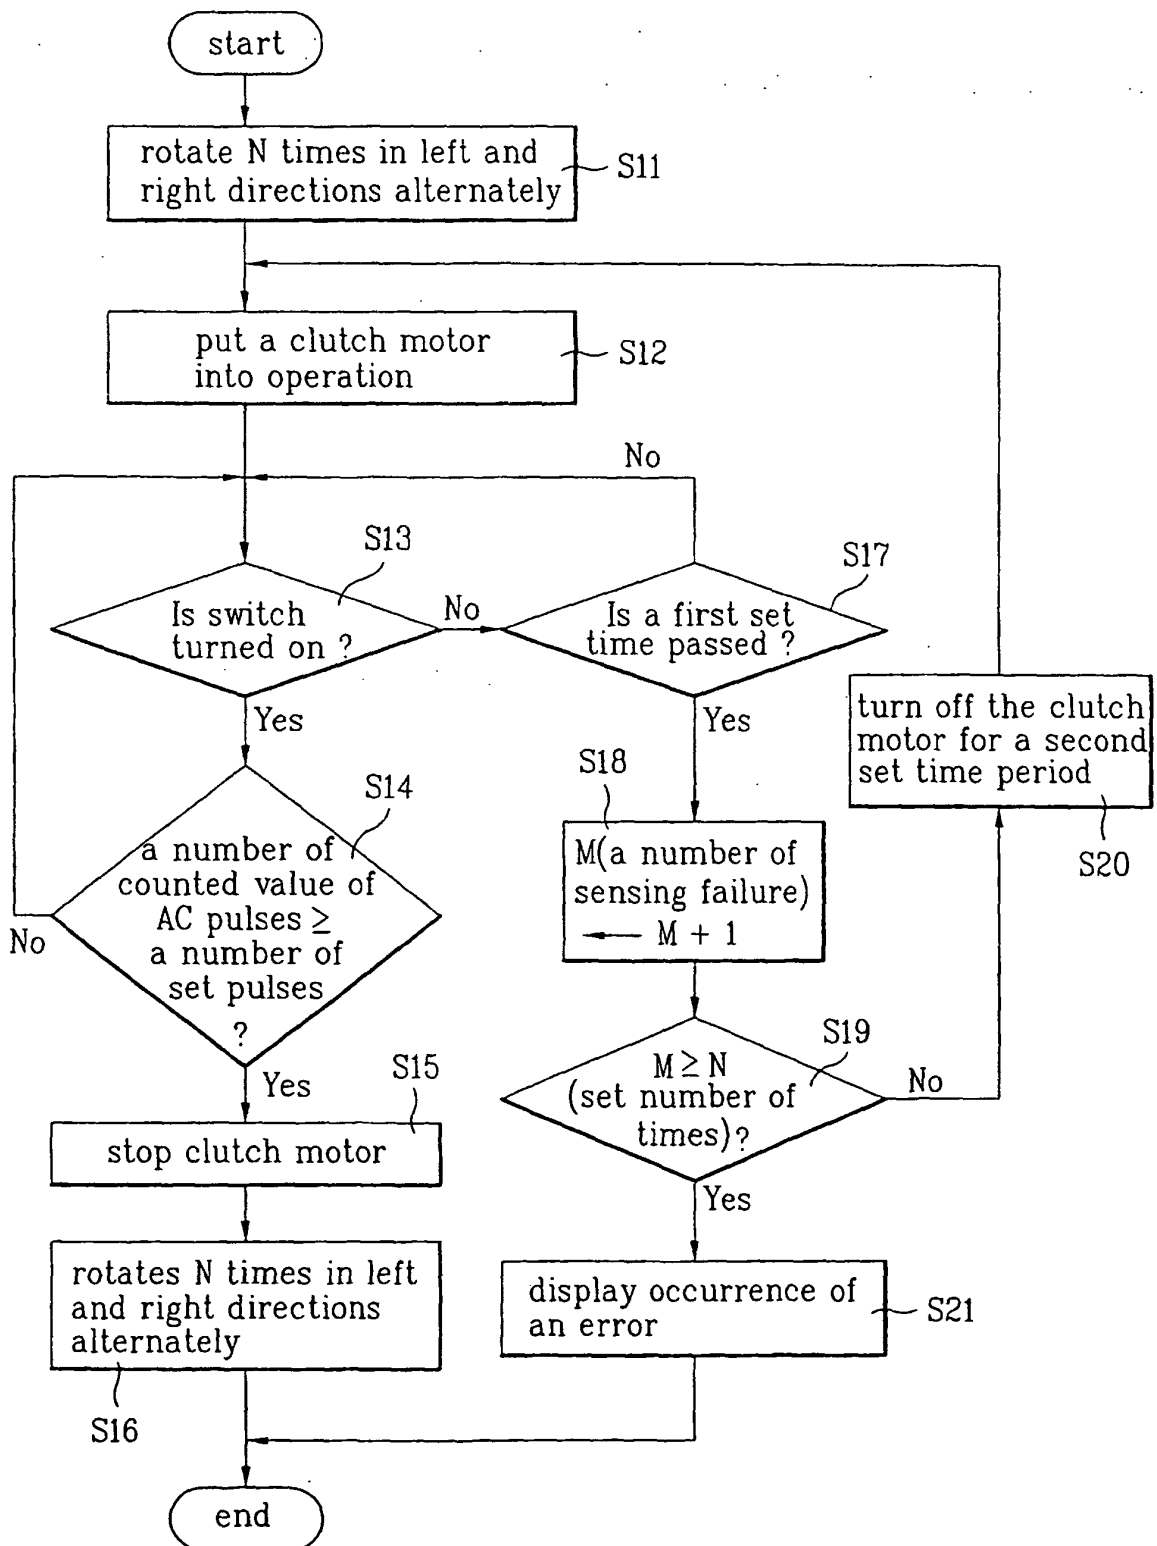 start
rotate N times in left and
right directions alternately
S11
put a clutch motor
into operation
S12
No
S13
Is switch
turned on ?
No
S17
Is a first set
time passed ?
Yes
Yes
turn off the clutch
motor for a second
set time period
S20
S14
a number of
counted value of
AC pulses ≥
a number of
set pulses
?
No
S18
M(a number of
sensing failure)
← M + 1
S19
M ≥ N
(set number of
times)?
No
Yes
S15
stop clutch motor
Yes
rotates N times in left
and right directions
alternately
S16
display occurrence of
an error
S21
end